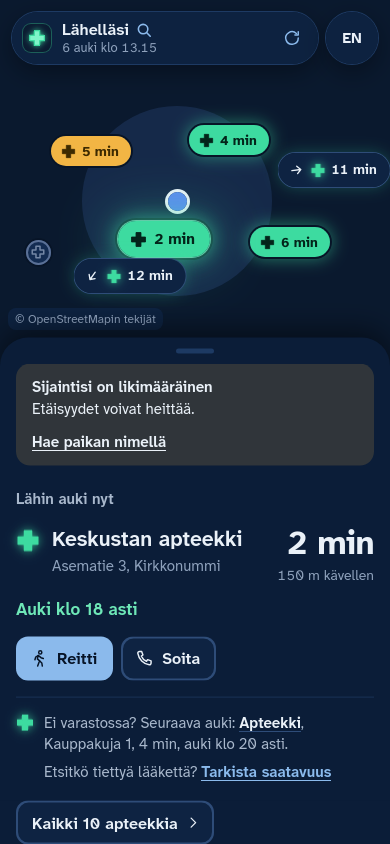 Lähelläsi
6 auki klo 13.15
EN
5 min
4 min
→ 11 min
2 min
6 min
↙ 12 min
© OpenStreetMapin tekijät
Sijaintisi on likimääräinen
Etäisyydet voivat heittää.
Hae paikan nimellä
Lähin auki nyt
Keskustan apteekki
2 min
Asematie 3, Kirkkonummi
150 m kävellen
Auki klo 18 asti
Reitti
Soita
Ei varastossa? Seuraava auki: Apteekki,
Kauppakuja 1, 4 min, auki klo 20 asti.
Etsitkö tiettyä lääkettä? Tarkista saatavuus
Kaikki 10 apteekkia